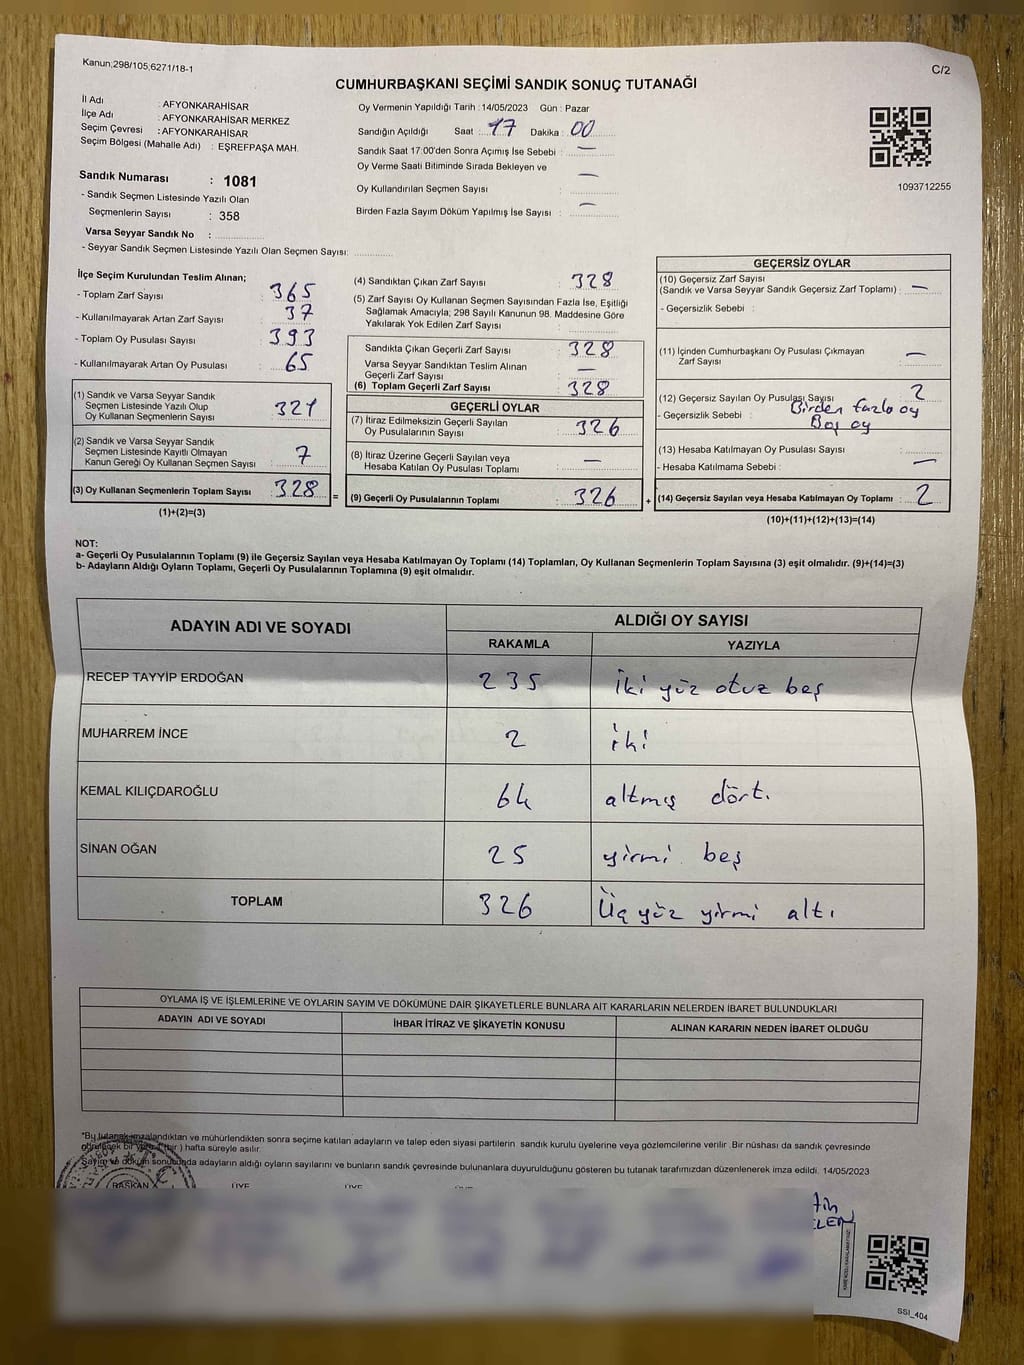 Kanun;298/105,6271/18-1
C/2
CUMHURBAŞKANI SEÇİMİ SANDIK SONUÇ TUTANAĞI
İl Adı : AFYONKARAHİSAR
İlçe Adı : AFYONKARAHİSAR MERKEZ
Seçim Çevresi : AFYONKARAHİSAR
Seçim Bölgesi (Mahalle Adı) : EŞREFPAŞA MAH.
Sandık Numarası : 1081
- Sandık Seçmen Listesinde Yazılı Olan
Seçmenlerin Sayısı : 358
Varsa Seyyar Sandık No :
- Seyyar Sandık Seçmen Listesinde Yazılı Olan Seçmen Sayısı:
Oy Vermenin Yapıldığı Tarih : 14/05/2023 Gün : Pazar
Sandığın Açıldığı Saat : 17 Dakika : 00
Sandık Saat 17:00'den Sonra Açımış İse Sebebi : —
Oy Verme Saati Bitiminde Sırada Bekleyen ve
Oy Kullandırılan Seçmen Sayısı : —
Birden Fazla Sayım Döküm Yapılmış İse Sayısı : —
1093712255
İlçe Seçim Kurulundan Teslim Alınan;
- Toplam Zarf Sayısı : 365
- Kullanılmayarak Artan Zarf Sayısı : 37
- Toplam Oy Pusulası Sayısı : 393
- Kullanılmayarak Artan Oy Pusulası : 65
(1) Sandık ve Varsa Seyyar Sandık
Seçmen Listesinde Yazılı Olup
Oy Kullanan Seçmenlerin Sayısı : 321
(2) Sandık ve Varsa Seyyar Sandık
Seçmen Listesinde Kayıtlı Olmayan
Kanun Gereği Oy Kullanan Seçmen Sayısı : 7
(3) Oy Kullanan Seçmenlerin Toplam Sayısı : 328 =
(1)+(2)=(3)
(4) Sandıktan Çıkan Zarf Sayısı : 328
(5) Zarf Sayısı Oy Kullanan Seçmen Sayısından Fazla İse, Eşitliği
Sağlamak Amacıyla; 298 Sayılı Kanunun 98. Maddesine Göre
Yakılarak Yok Edilen Zarf Sayısı :
Sandıkta Çıkan Geçerli Zarf Sayısı : 328
Varsa Seyyar Sandıktan Teslim Alınan
Geçerli Zarf Sayısı : —
(6) Toplam Geçerli Zarf Sayısı : 328
GEÇERLİ OYLAR
(7) İtiraz Edilmeksizin Geçerli Sayılan
Oy Pusulalarının Sayısı : 326
(8) İtiraz Üzerine Geçerli Sayılan veya
Hesaba Katılan Oy Pusulası Toplamı : —
(9) Geçerli Oy Pusulalarının Toplamı : 326 +
GEÇERSİZ OYLAR
(10) Geçersiz Zarf Sayısı
(Sandık ve Varsa Seyyar Sandık Geçersiz Zarf Toplamı) : —
- Geçersizlik Sebebi :
(11) İçinden Cumhurbaşkanı Oy Pusulası Çıkmayan
Zarf Sayısı : —
(12) Geçersiz Sayılan Oy Pusulası Sayısı : 2
- Geçersizlik Sebebi : Birden fazla oy
Boş oy
(13) Hesaba Katılmayan Oy Pusulası Sayısı :
- Hesaba Katılmama Sebebi : —
(14) Geçersiz Sayılan veya Hesaba Katılmayan Oy Toplamı : 2
(10)+(11)+(12)+(13)=(14)
NOT:
a- Geçerli Oy Pusulalarının Toplamı (9) ile Geçersiz Sayılan veya Hesaba Katılmayan Oy Toplamı (14) Toplamları, Oy Kullanan Seçmenlerin Toplam Sayısına (3) eşit olmalıdır. (9)+(14)=(3)
b- Adayların Aldığı Oyların Toplamı, Geçerli Oy Pusulalarının Toplamına (9) eşit olmalıdır.
ADAYIN ADI VE SOYADI
ALDIĞI OY SAYISI
RAKAMLA YAZIYLA
RECEP TAYYİP ERDOĞAN 235 İki yüz otuz beş
MUHARREM İNCE 2 iki
KEMAL KILIÇDAROĞLU 64 altmış dört.
SİNAN OĞAN 25 yirmi beş
TOPLAM 326 Üç yüz yirmi altı
OYLAMA İŞ VE İŞLEMLERİNE VE OYLARIN SAYIM VE DÖKÜMÜNE DAİR ŞİKAYETLERLE BUNLARA AİT KARARLARIN NELERDEN İBARET BULUNDUKLARI
ADAYIN ADI VE SOYADI İHBAR İTİRAZ VE ŞİKAYETİN KONUSU ALINAN KARARIN NEDEN İBARET OLDUĞU
"Bu tutanak imzalandıktan ve mühürlendikten sonra seçime katılan adayların ve talep eden siyasi partilerin sandık kurulu üyelerine veya gözlemcilerine verilir .Bir nüshası da sandık çevresinde
görülecek bir yere 1 (bir ) hafta süreyle asılır.
Sayım ve döküm sonucunda adayların aldığı oyların sayılarını ve bunların sandık çevresinde bulunanlara duyurulduğunu gösteren bu tutanak tarafımızdan düzenlenerek imza edildi. 14/05/2023
BAŞKAN ÜYE ÜYE
SSI_404